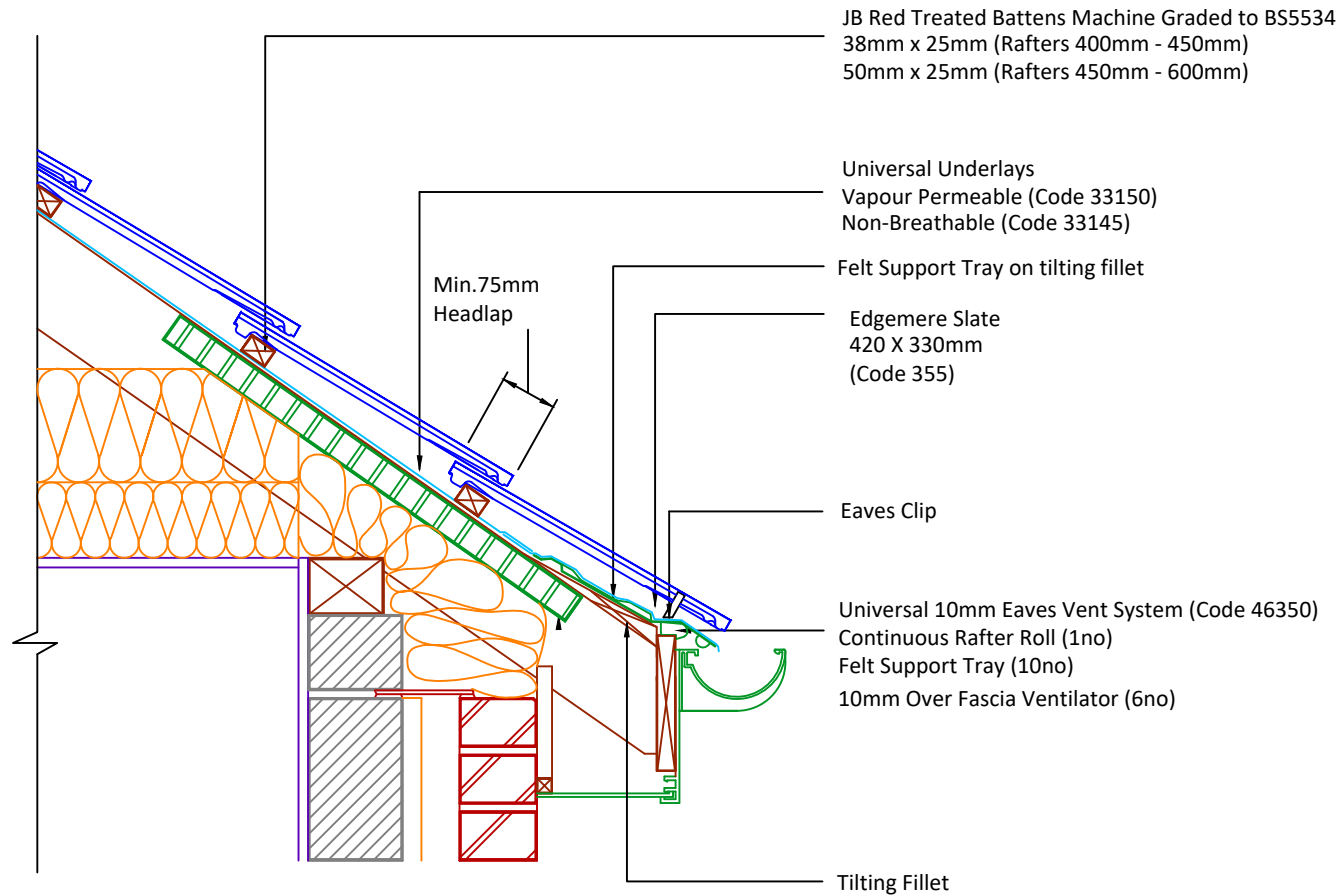 JB Red Treated Battens Machine Graded to BS5534
38mm x 25mm (Rafters 400mm - 450mm)
50mm x 25mm (Rafters 450mm - 600mm)
Universal Underlays
Vapour Permeable (Code 33150)
Non-Breathable (Code 33145)
Felt Support Tray on tilting fillet
Min.75mm
Headlap
Edgemere Slate
420 X 330mm
(Code 355)
Eaves Clip
Universal 10mm Eaves Vent System (Code 46350)
Continuous Rafter Roll (1no)
Felt Support Tray (10no)
10mm Over Fascia Ventilator (6no)
Tilting Fillet